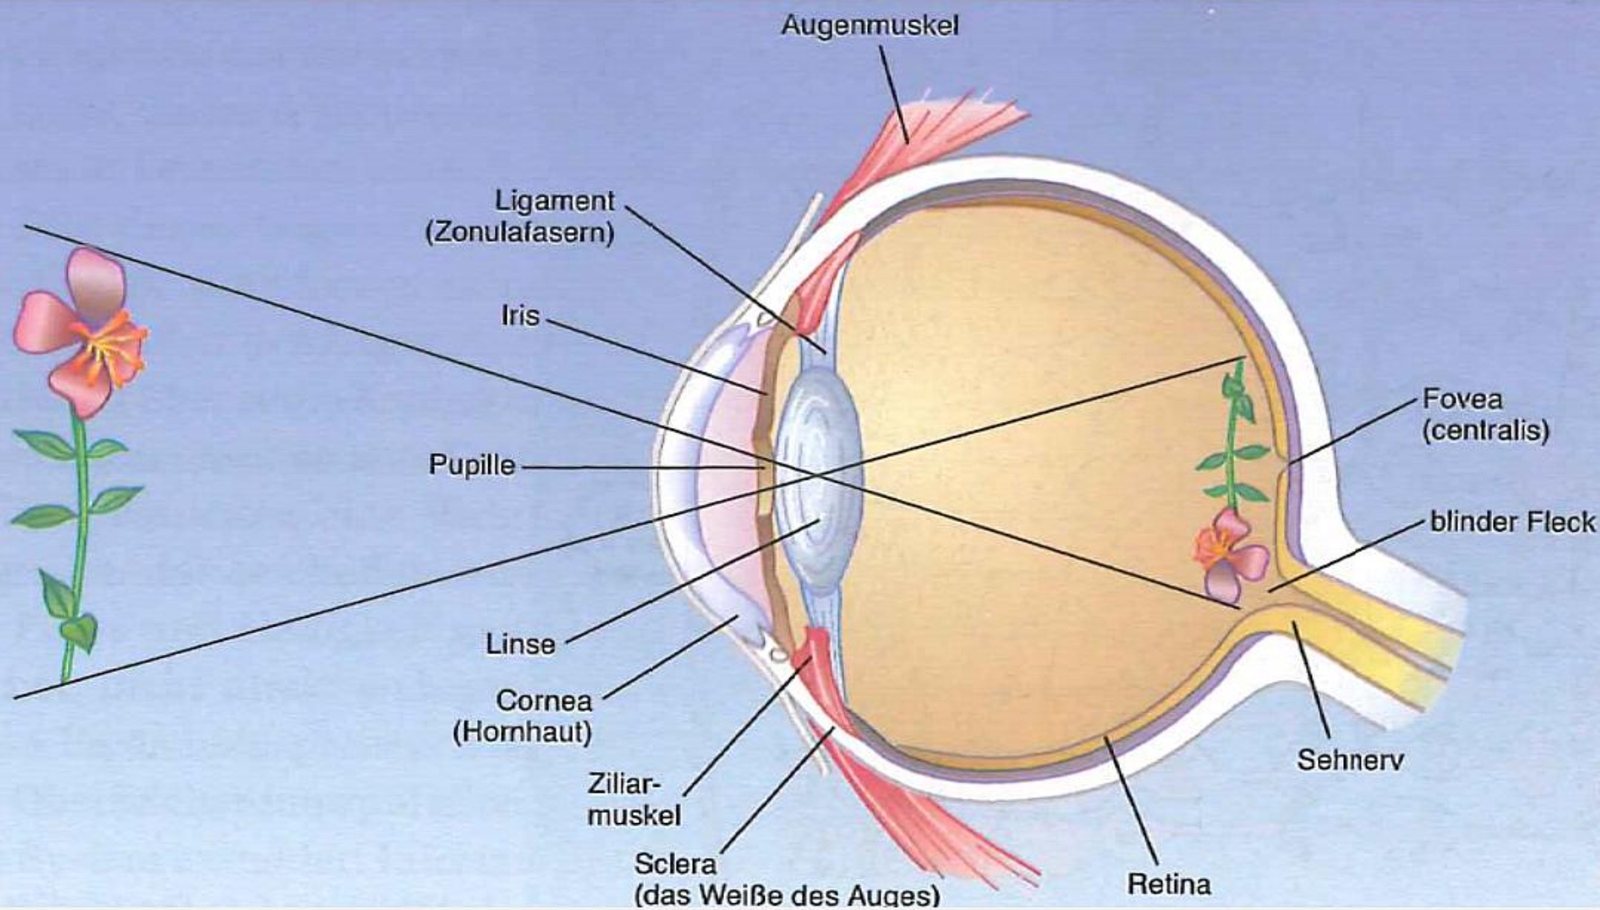 Augenmuskel
Ligament
(Zonulafasern)
Iris
Pupille
Linse
Cornea
(Hornhaut)
Ziliar-
muskel
Sclera
(das Weiße des Auges)
Fovea
(centralis)
blinder Fleck
Sehnerv
Retina